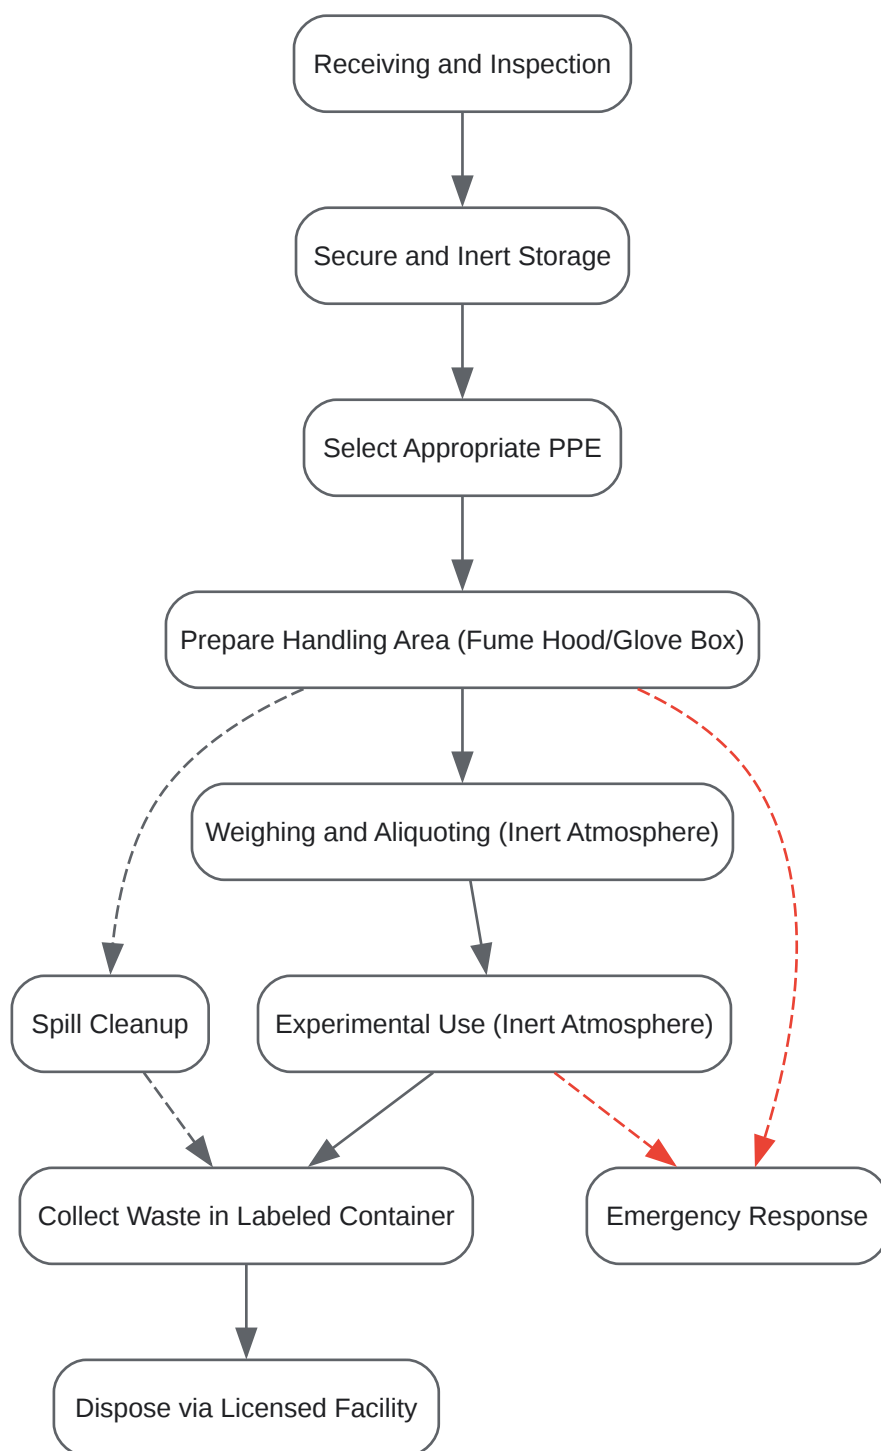 Receiving and Inspection
Secure and Inert Storage
Select Appropriate PPE
Prepare Handling Area (Fume Hood/Glove Box)
Weighing and Aliquoting (Inert Atmosphere)
Spill Cleanup
Experimental Use (Inert Atmosphere)
Collect Waste in Labeled Container
Emergency Response
Dispose via Licensed Facility